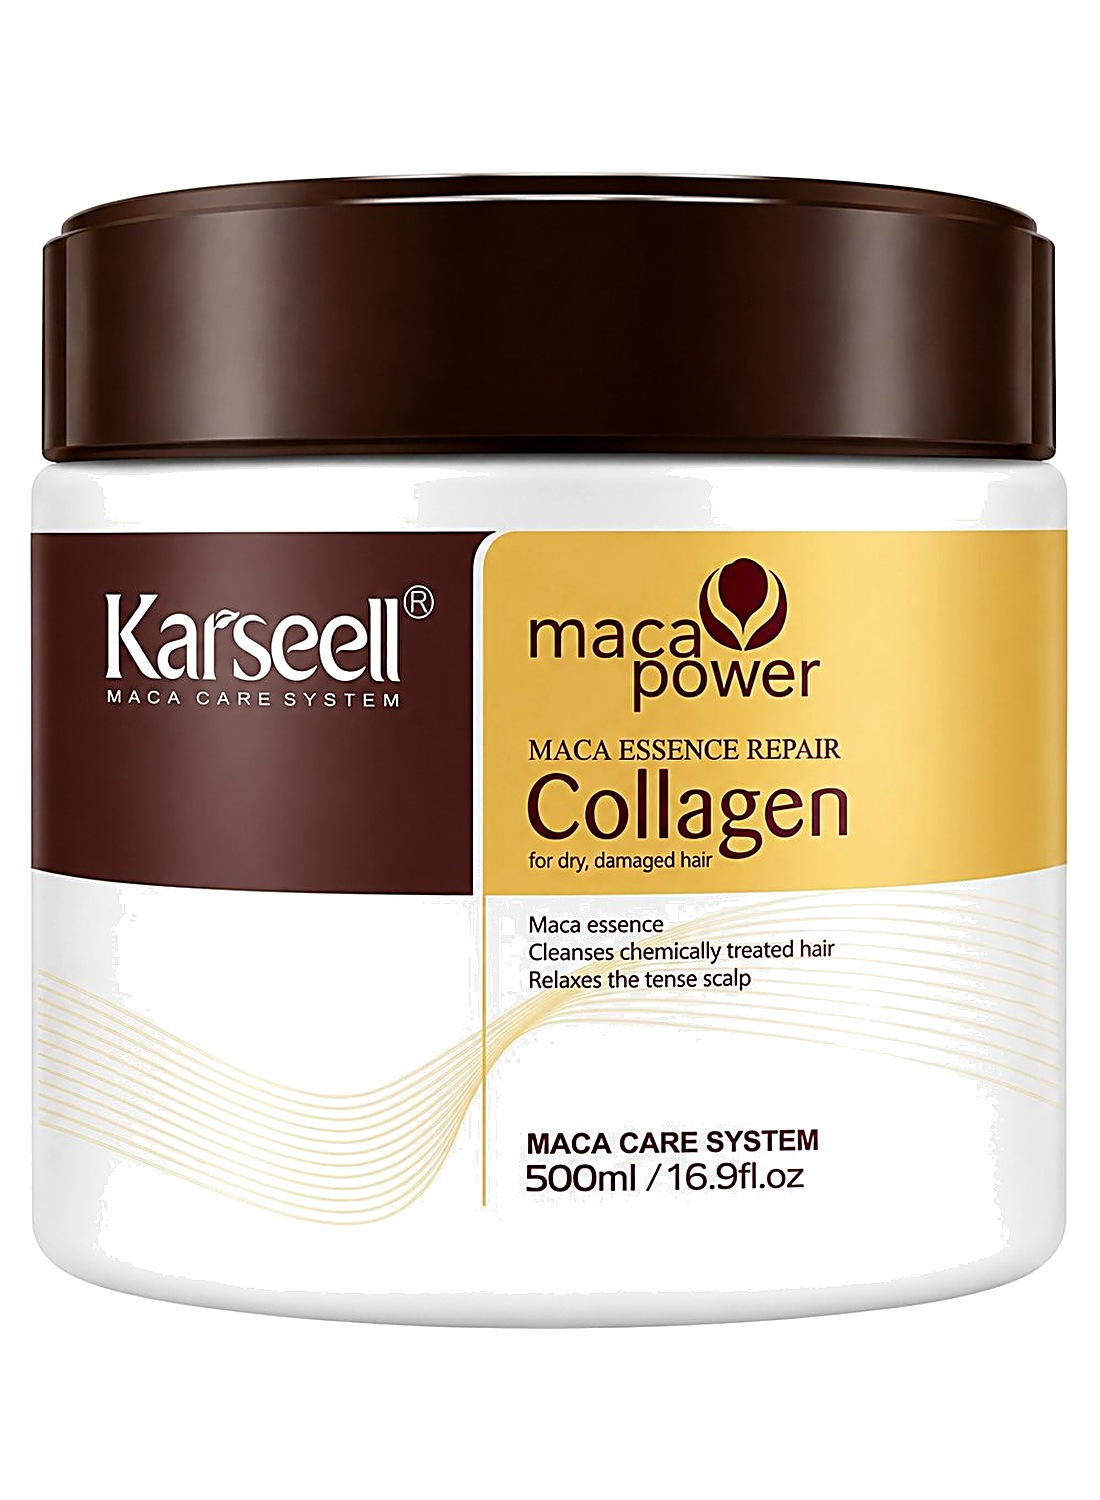 Karseell®
MACA CARE SYSTEM
maca
power
MACA ESSENCE REPAIR
Collagen
for dry, damaged hair
Maca essence
Cleanses chemically treated hair
Relaxes the tense scalp
MACA CARE SYSTEM
500ml / 16.9fl.oz